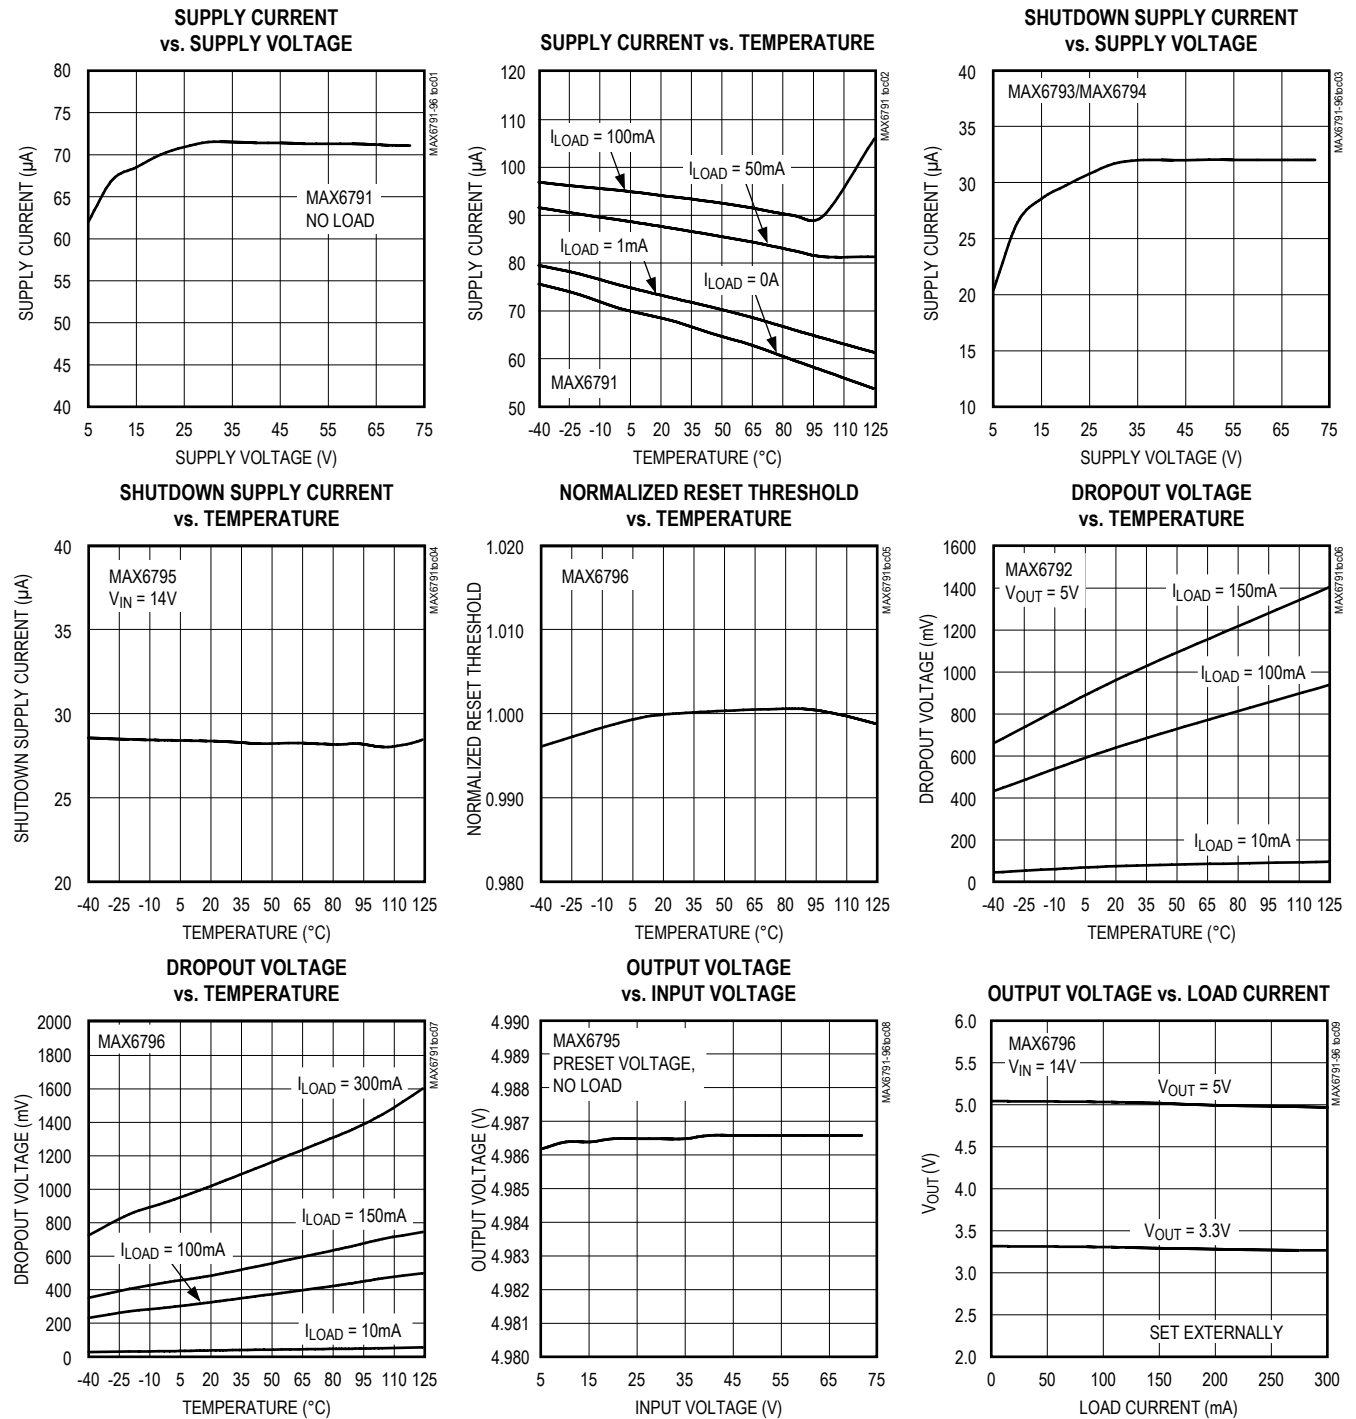 SUPPLY CURRENT
vs. SUPPLY VOLTAGE
80
75
70
65
60
55
50
45
40
SUPPLY CURRENT (µA)
MAX6791
NO LOAD
MAX6791-96 toc01
5 15 25 35 45 55 65 75
SUPPLY VOLTAGE (V)
SUPPLY CURRENT vs. TEMPERATURE
120
110
100
90
80
70
60
50
SUPPLY CURRENT (µA)
ILOAD = 100mA
ILOAD = 50mA
ILOAD = 1mA
ILOAD = 0A
MAX6791
MAX6791 toc02
-40 -25 -10 5 20 35 50 65 80 95 110 125
TEMPERATURE (°C)
SHUTDOWN SUPPLY CURRENT
vs. SUPPLY VOLTAGE
40
35
30
25
20
15
10
SUPPLY CURRENT (µA)
MAX6793/MAX6794
MAX6791-96 toc03
5 15 25 35 45 55 65 75
SUPPLY VOLTAGE (V)
SHUTDOWN SUPPLY CURRENT
vs. TEMPERATURE
40
35
30
25
20
SHUTDOWN SUPPLY CURRENT (µA)
MAX6795
VIN = 14V
MAX6791toc04
-40 -25 -10 5 20 35 50 65 80 95 110 125
TEMPERATURE (°C)
NORMALIZED RESET THRESHOLD
vs. TEMPERATURE
1.020
1.010
1.000
0.990
0.980
NORMALIZED RESET THRESHOLD
MAX6796
MAX6791toc05
-40 -25 -10 5 20 35 50 65 80 95 110 125
TEMPERATURE (°C)
DROPOUT VOLTAGE
vs. TEMPERATURE
1600
1400
1200
1000
800
600
400
200
0
DROPOUT VOLTAGE (mV)
MAX6792
VOUT = 5V
ILOAD = 150mA
ILOAD = 100mA
ILOAD = 10mA
MAX6791toc06
-40 -25 -10 5 20 35 50 65 80 95 110 125
TEMPERATURE (°C)
DROPOUT VOLTAGE
vs. TEMPERATURE
2000
1800
1600
1400
1200
1000
800
600
400
200
0
DROPOUT VOLTAGE (mV)
MAX6796
ILOAD = 300mA
ILOAD = 150mA
ILOAD = 100mA
ILOAD = 10mA
MAX6791toc07
-40 -25 -10 5 20 35 50 65 80 95 110 125
TEMPERATURE (°C)
OUTPUT VOLTAGE
vs. INPUT VOLTAGE
4.990
4.989
4.988
4.987
4.986
4.985
4.984
4.983
4.982
4.981
4.980
OUTPUT VOLTAGE (V)
MAX6795
PRESET VOLTAGE,
NO LOAD
MAX6791-96 toc08
5 15 25 35 45 55 65 75
INPUT VOLTAGE (V)
OUTPUT VOLTAGE vs. LOAD CURRENT
6.0
5.5
5.0
4.5
4.0
3.5
3.0
2.5
2.0
VOUT (V)
MAX6796
VIN = 14V
VOUT = 5V
VOUT = 3.3V
SET EXTERNALLY
MAX6791-96 toc09
0 50 100 150 200 250 300
LOAD CURRENT (mA)